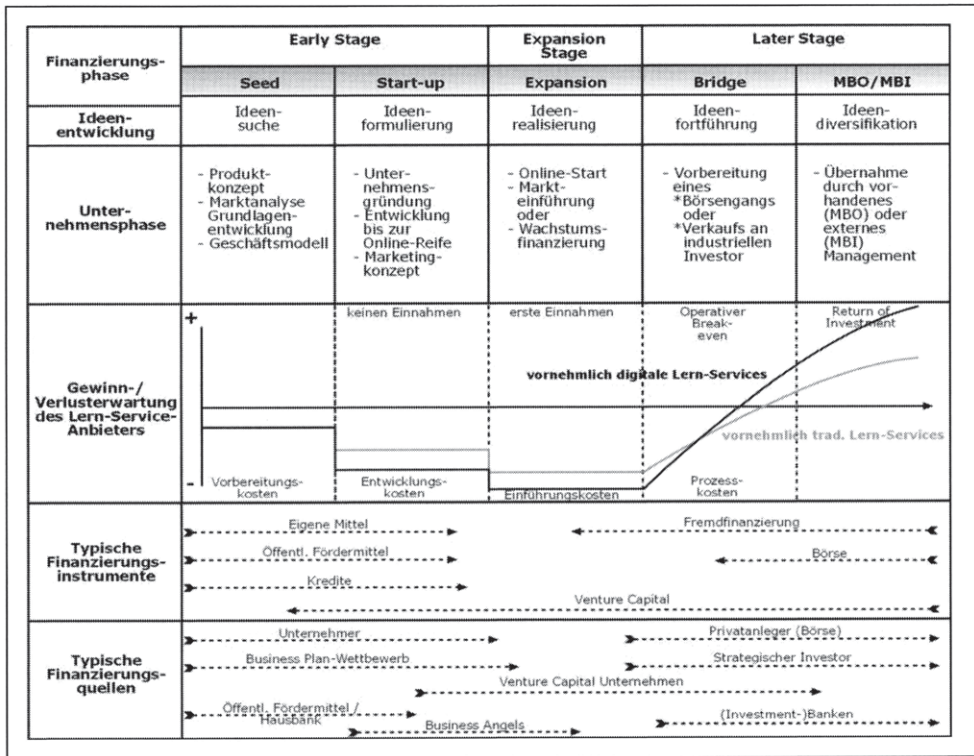 Finanzierungs-
phase
Early Stage
Expansion
Stage
Later Stage
Seed
Start-up
Expansion
Bridge
MBO/MBI
Ideen-
entwicklung
Ideen-
suche
Ideen-
formulierung
Ideen-
realisierung
Ideen-
fortführung
Ideen-
diversifikation
Unter-
nehmensphase
- Produkt-
konzept
- Marktanalyse
Grundlagen-
entwicklung
- Geschäftsmodell
- Unter-
nehmens-
gründung
- Entwicklung
bis zur
Online-Reife
- Marketing-
konzept
- Online-Start
- Markt-
einführung
oder
- Wachstums-
finanzierung
- Vorbereitung
eines
*Börsengangs
oder
*Verkaufs an
industriellen
Investor
- Übernahme
durch vor-
handenes
(MBO) oder
externes
(MBI)
Management
Gewinn-/
Verlusterwartung
des Lern-Service-
Anbieters
+
-
keinen Einnahmen
erste Einnahmen
Operativer
Break-
even
Return of
Investment
vornehmlich digitale Lern-Services
vornehmlich trad. Lern-Services
Vorbereitungs-
kosten
Entwicklungs-
kosten
Einführungskosten
Prozess-
kosten
Typische
Finanzierungs-
instrumente
Eigene Mittel
Fremdfinanzierung
Öffentl. Fördermittel
Börse
Kredite
Venture Capital
Typische
Finanzierungs-
quellen
Unternehmer
Privatanleger (Börse)
Business Plan-Wettbewerb
Strategischer Investor
Venture Capital Unternehmen
Öffentl. Fördermittel /
Hausbank
Business Angels
(Investment-)Banken